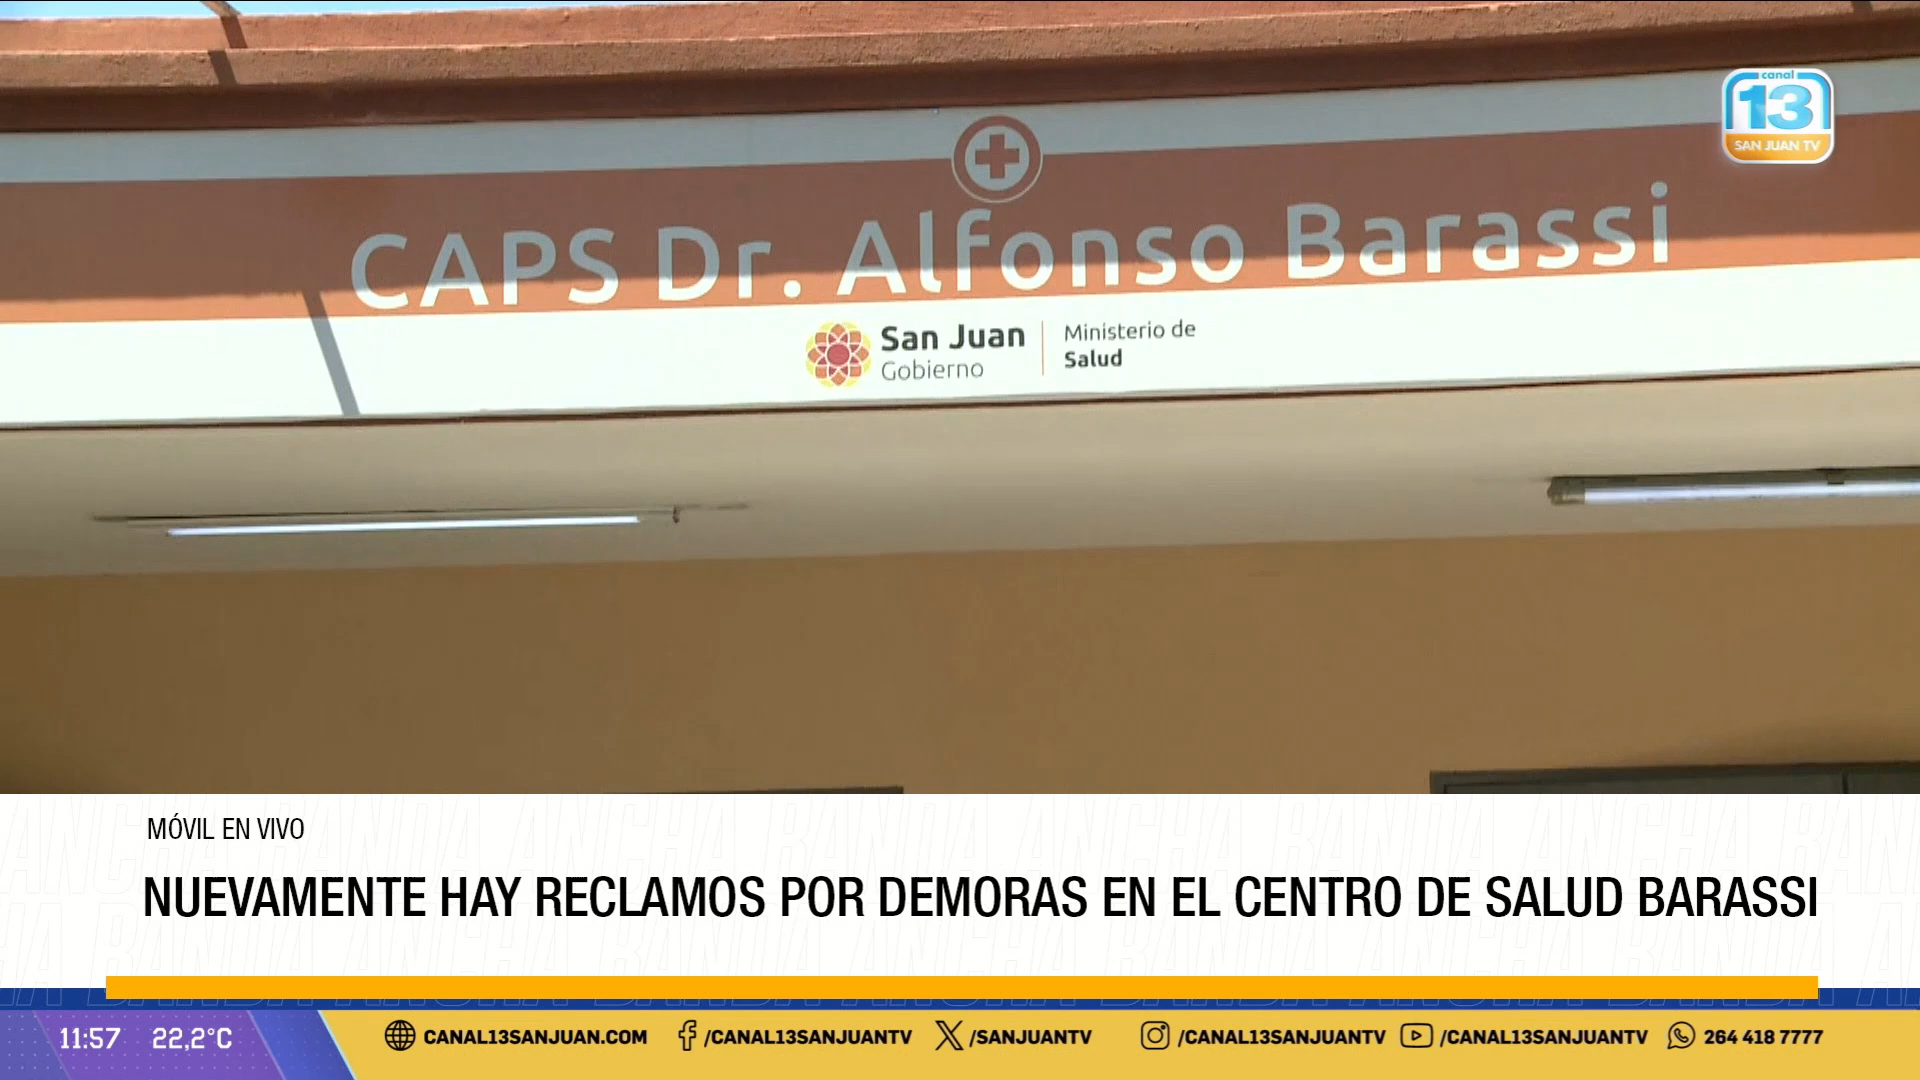 canal
13
SAN JUAN TV
CAPS Dr. Alfonso Barassi
San Juan
Gobierno
Ministerio de
Salud
MÓVIL EN VIVO
NUEVAMENTE HAY RECLAMOS POR DEMORAS EN EL CENTRO DE SALUD BARASSI
11:57 22,2°C CANAL13SANJUAN.COM /CANAL13SANJUANTV /SANJUANTV /CANAL13SANJUANTV /CANAL13SANJUANTV 264 418 7777